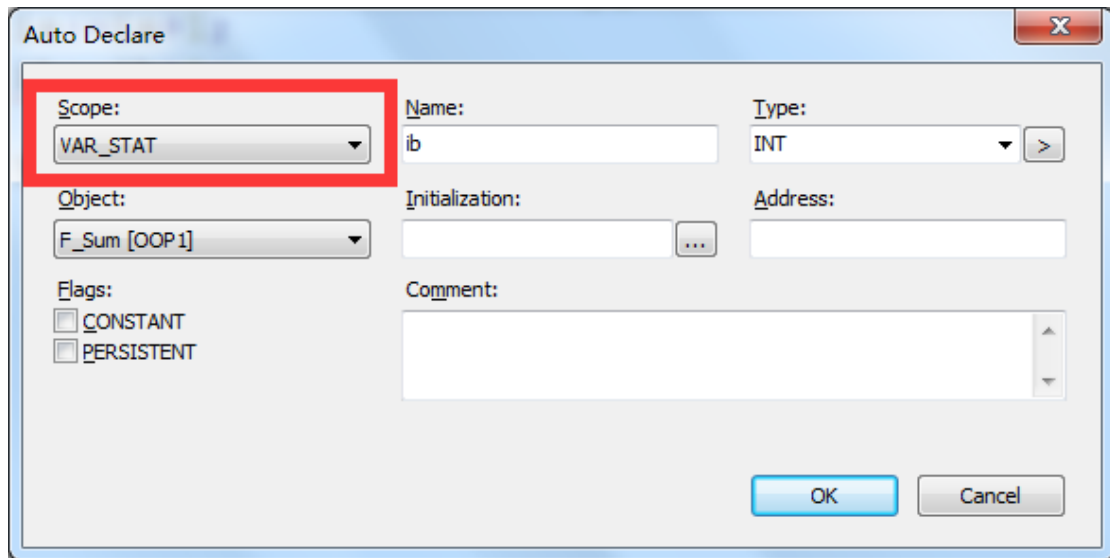 Auto Declare
Scope: Name: Type:
VAR_STAT ib INT >
Object: Initialization: Address:
F_Sum [OOP1] ...
Flags: Comment:
CONSTANT
PERSISTENT
OK Cancel